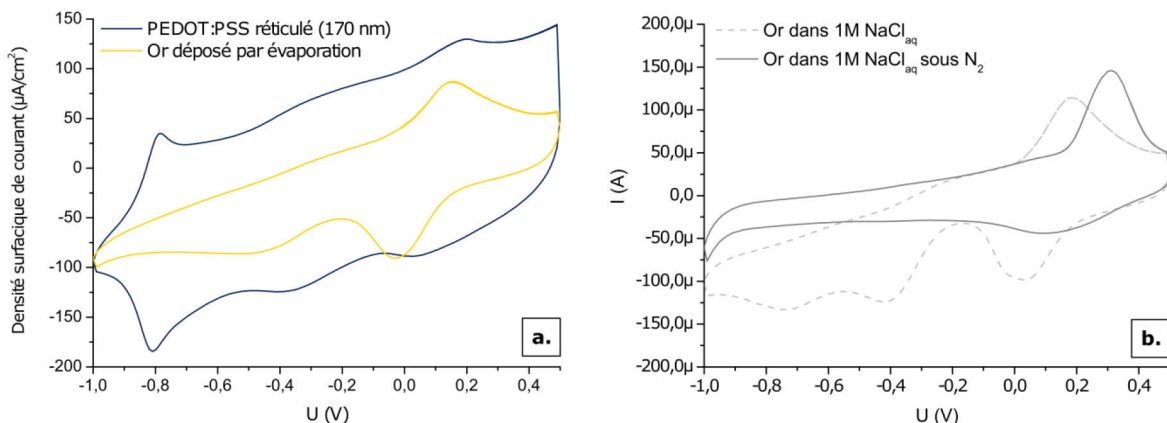 Densité surfacique de courant (µA/cm²)
150
100
50
0
-50
-100
-150
-200
PEDOT:PSS réticulé (170 nm)
Or déposé par évaporation
a.
-1,0 -0,8 -0,6 -0,4 -0,2 0,0 0,2 0,4
U (V)
I (A)
200,0µ
150,0µ
100,0µ
50,0µ
0,0
-50,0µ
-100,0µ
-150,0µ
-200,0µ
Or dans 1M NaCl_aq
Or dans 1M NaCl_aq sous N₂
b.
-1,0 -0,8 -0,6 -0,4 -0,2 0,0 0,2 0,4
U (V)